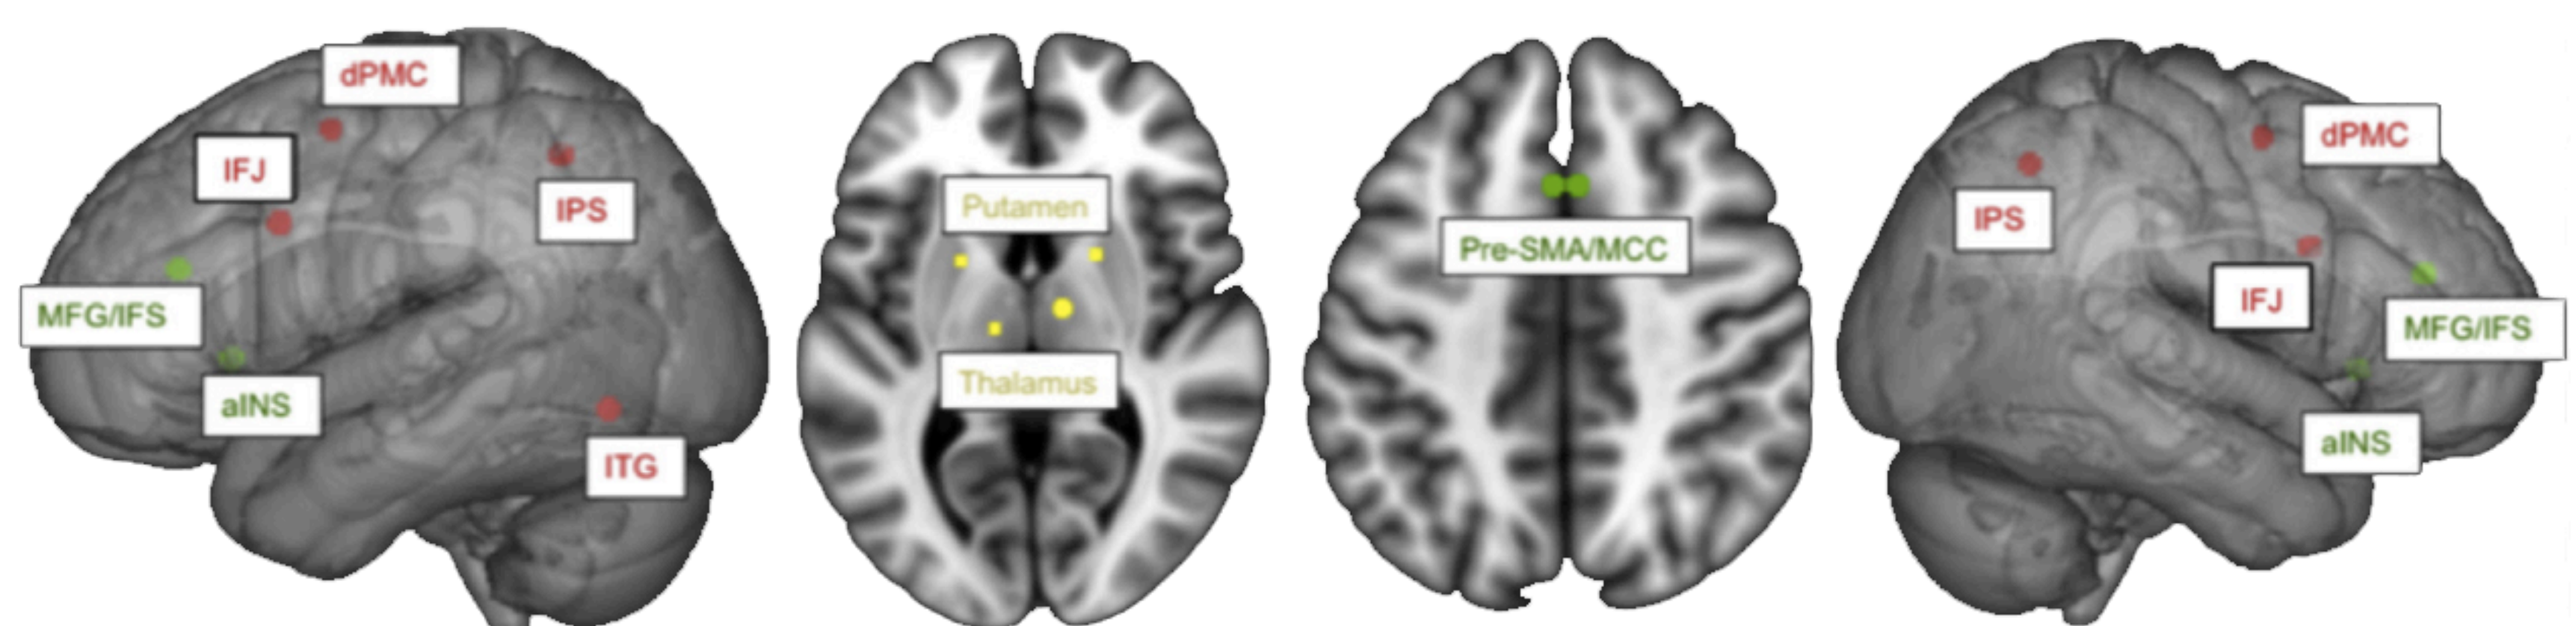 dPMC
IFJ
IPS
MFG/IFS
aINS
ITG
Putamen
Thalamus
Pre-SMA/MCC
dPMC
IPS
IFJ
MFG/IFS
aINS